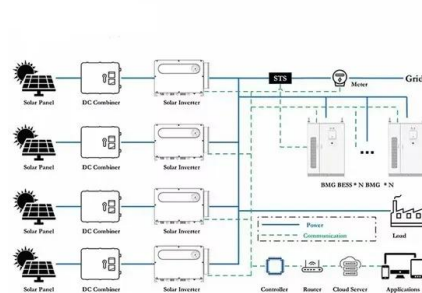 STS
Meter
Grid
Solar Panel
DC Combiner
Solar Inverter
Solar Panel
DC Combiner
Solar Inverter
BMG BESS * N BMG * N
Solar Panel
DC Combiner
Solar Inverter
Power
Communication
Load
Solar Panel
DC Combiner
Solar Inverter
Controller
Router
Cloud Server
Applications